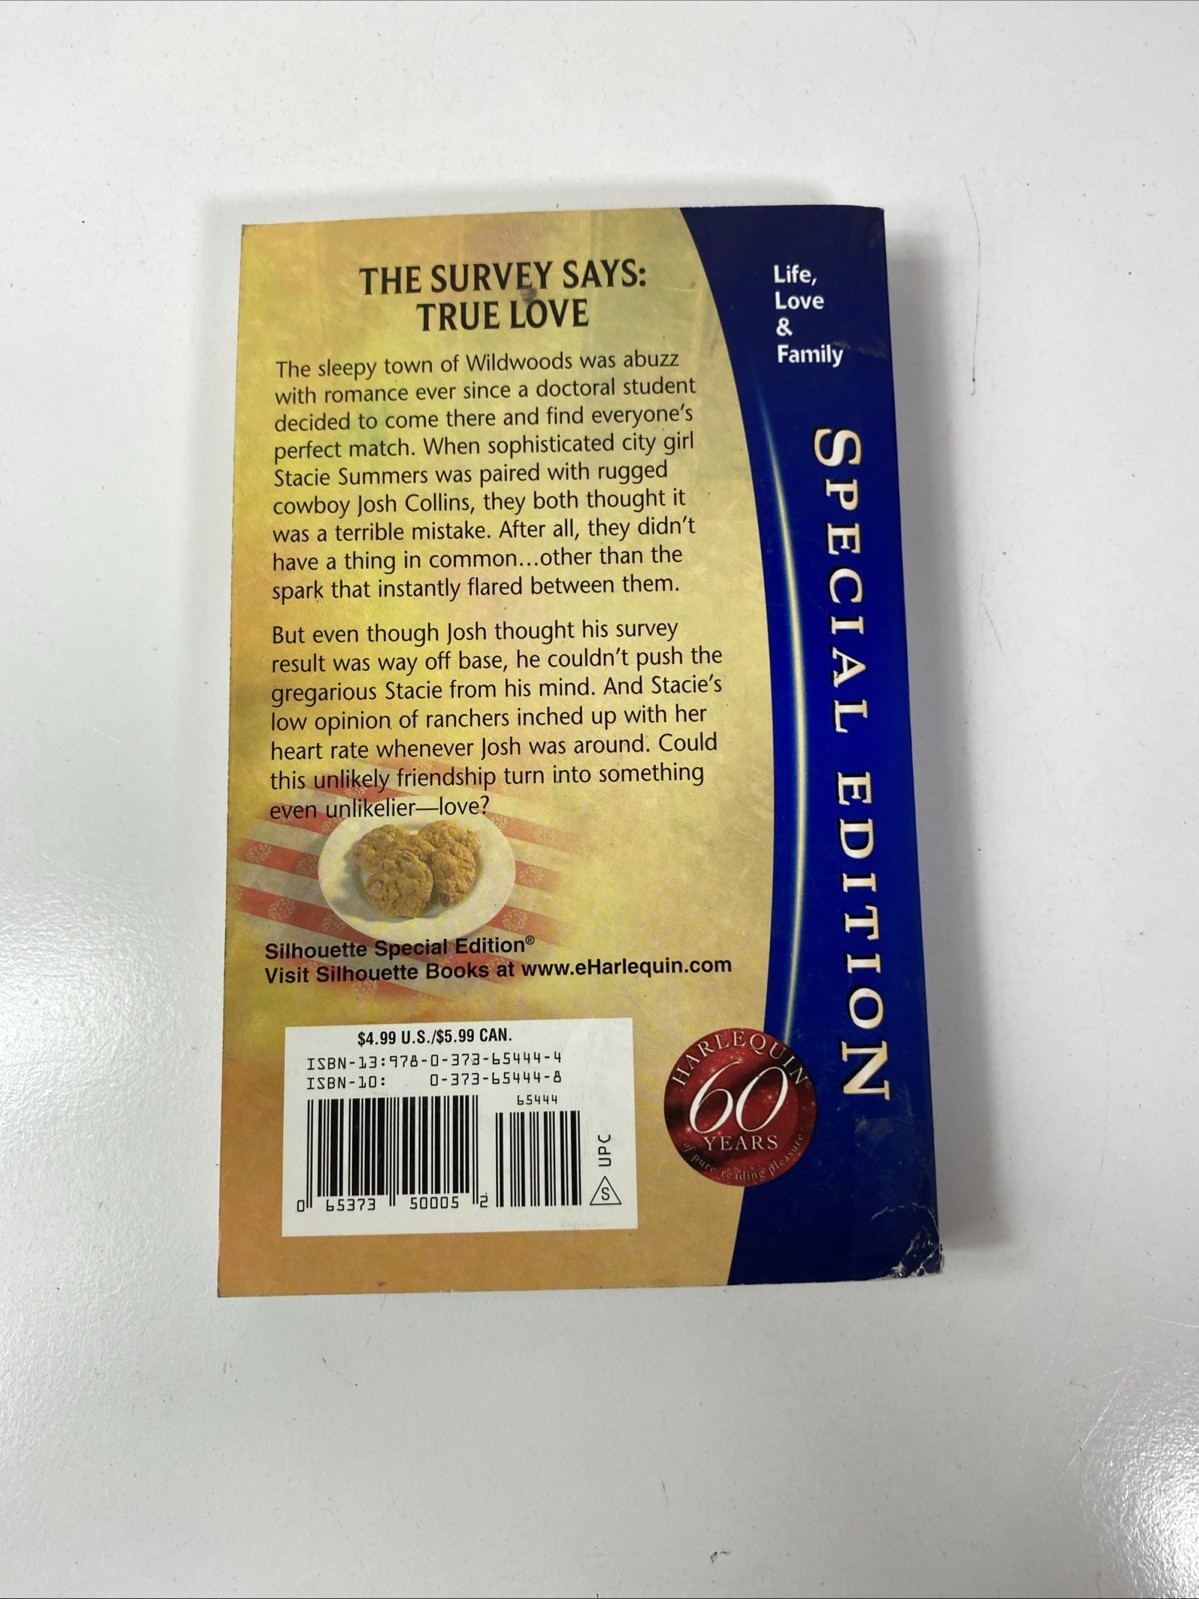 THE SURVEY SAYS:
TRUE LOVE
The sleepy town of Wildwoods was abuzz
with romance ever since a doctoral student
decided to come there and find everyone's
perfect match. When sophisticated city girl
Stacie Summers was paired with rugged
cowboy Josh Collins, they both thought it
was a terrible mistake. After all, they didn't
have a thing in common...other than the
spark that instantly flared between them.
But even though Josh thought his survey
result was way off base, he couldn't push the
gregarious Stacie from his mind. And Stacie's
low opinion of ranchers inched up with her
heart rate whenever Josh was around. Could
this unlikely friendship turn into something
even unlikelier—love?
Silhouette Special Edition®
Visit Silhouette Books at www.eHarlequin.com
$4.99 U.S./$5.99 CAN.
ISBN-13:978-0-373-65444-4
ISBN-10: 0-373-65444-8
65444
0 65373 50005 2
UPC
S
HARLEQUIN®
60
YEARS
of pure reading pleasure
Life,
Love
&
Family
SPECIAL EDITION